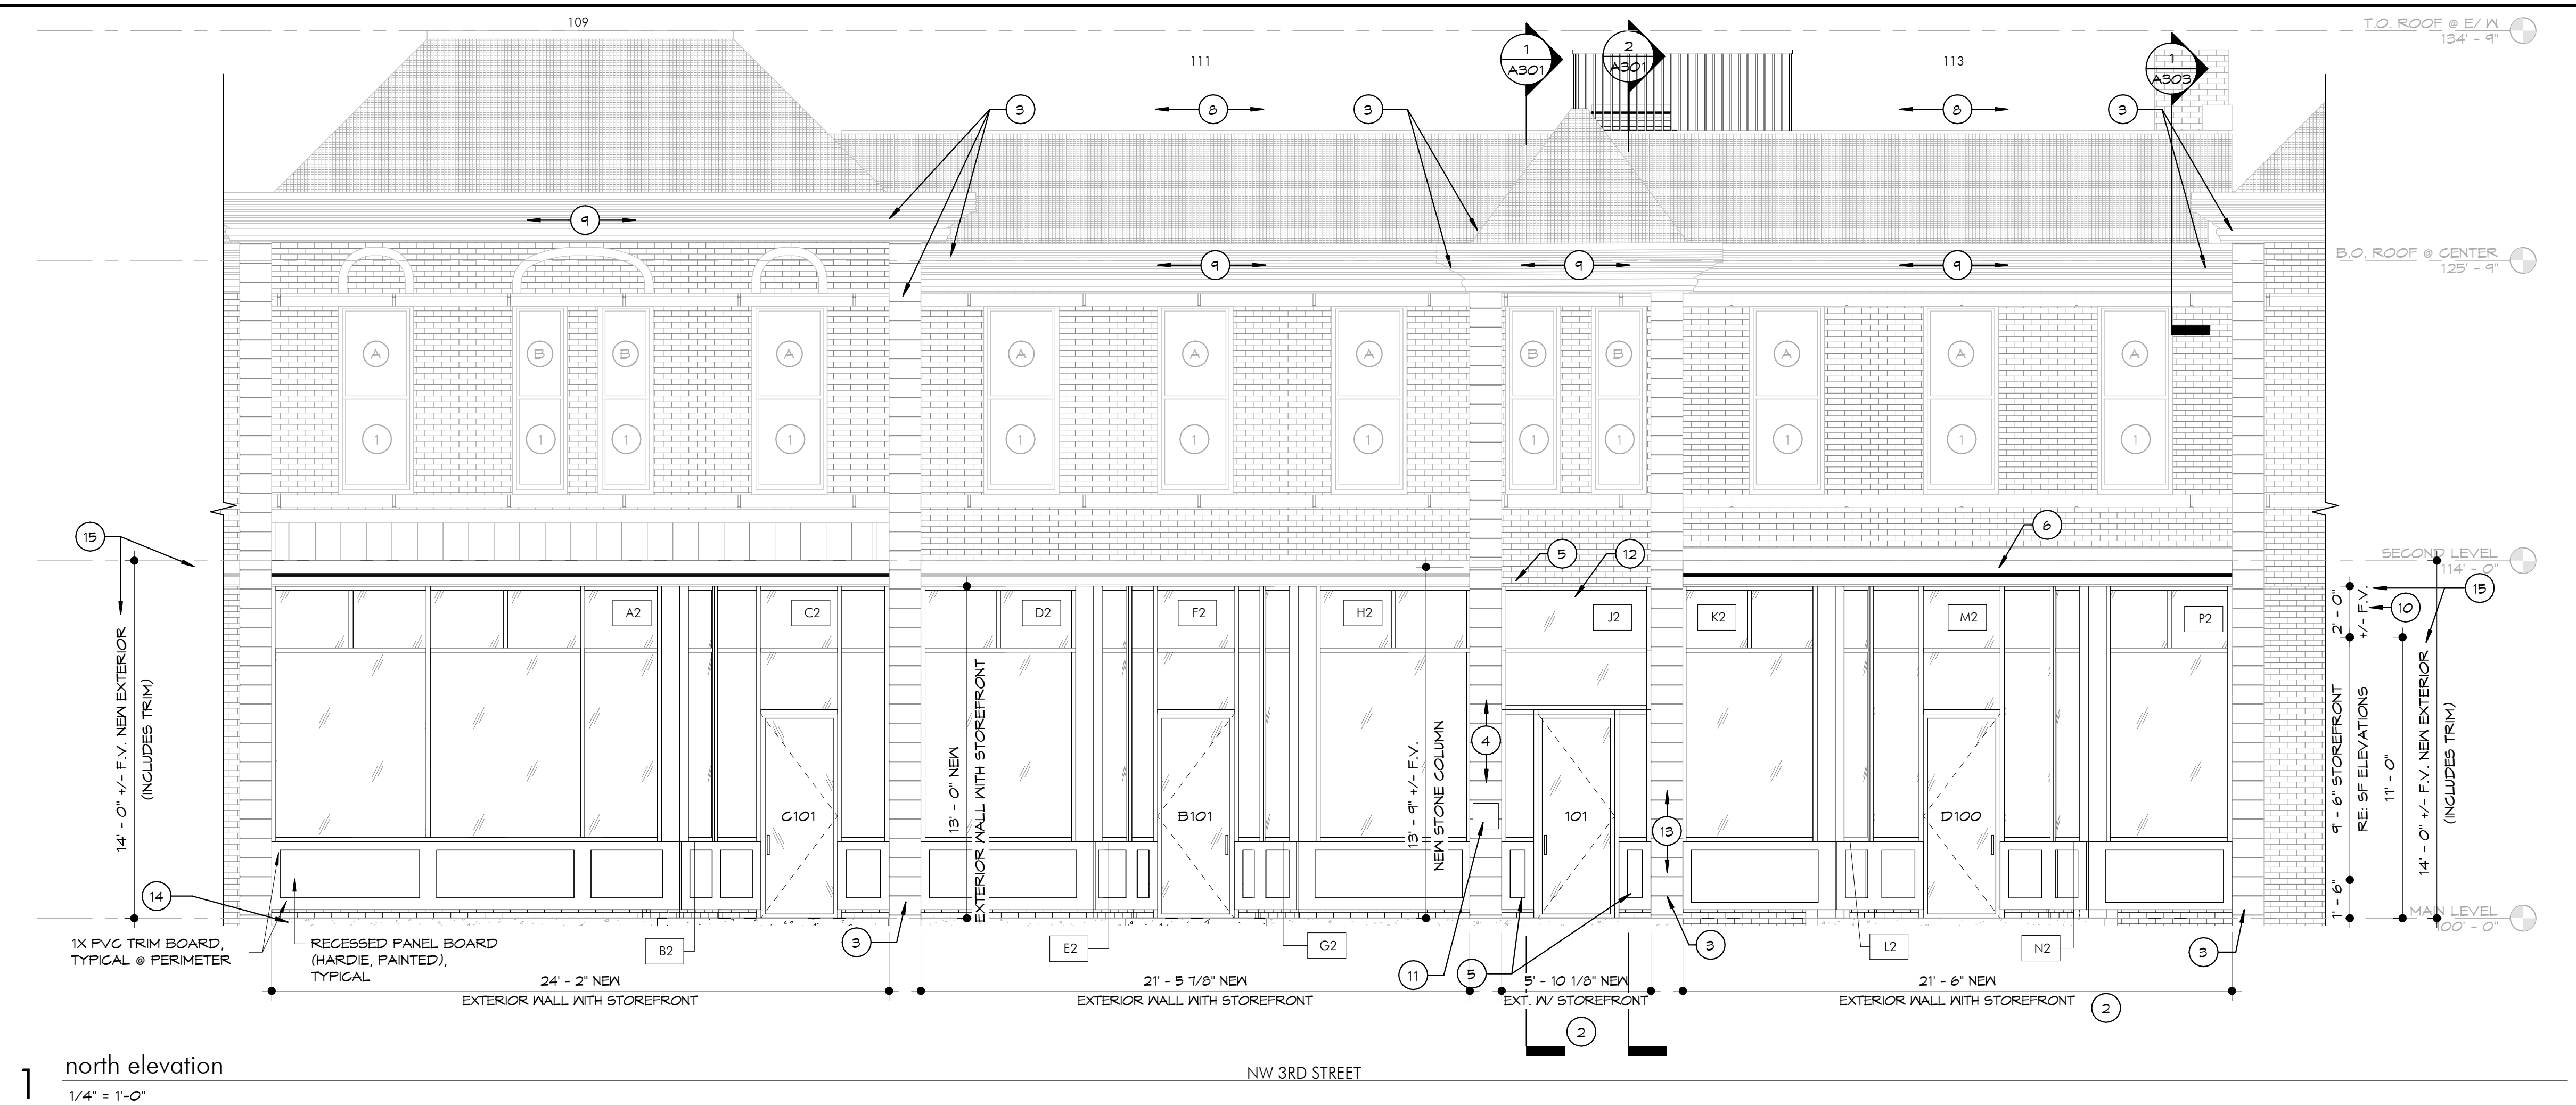 109
T.O. ROOF @ E/ W
134' - 9"
111
113
1
A301
2
A301
1
A303
3
8
3
8
3
9
9
9
9
B.O. ROOF @ CENTER
125' - 9"
A
B
B
A
A
A
A
B
B
A
A
A
1
1
1
1
1
1
1
1
1
1
1
1
15
5
12
6
SECOND LEVEL
114' - 0"
15
10
A2
C2
D2
F2
H2
J2
K2
M2
P2
14' - 0" +/- F.V. NEW EXTERIOR
(INCLUDES TRIM)
13' - 0" NEW
EXTERIOR WALL WITH STOREFRONT
13' - 9" +/- F.V.
NEW STONE COLUMN
4
11
13
C101
B101
101
D100
2' - 0"
+/- F.V.
9' - 6" STOREFRONT
RE: SF ELEVATIONS
1' - 6"
11' - 0"
14' - 0" +/- F.V. NEW EXTERIOR
(INCLUDES TRIM)
14
MAIN LEVEL
100' - 0"
1X PVC TRIM BOARD,
TYPICAL @ PERIMETER
RECESSED PANEL BOARD
(HARDIE, PAINTED),
TYPICAL
B2
3
E2
G2
5
3
L2
N2
3
24' - 2" NEW
EXTERIOR WALL WITH STOREFRONT
21' - 5 7/8" NEW
EXTERIOR WALL WITH STOREFRONT
5' - 10 1/8" NEW
EXT. W/ STOREFRONT
2
21' - 6" NEW
EXTERIOR WALL WITH STOREFRONT
2
1
north elevation
1/4" = 1'-0"
NW 3RD STREET